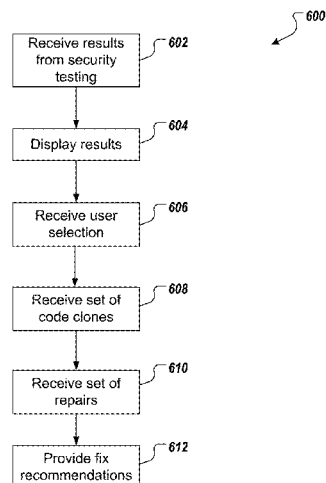 600
Receive results
from security
testing
602
Display results
604
Receive user
selection
606
Receive set of
code clones
608
Receive set of
repairs
610
Provide fix
recommendations
612